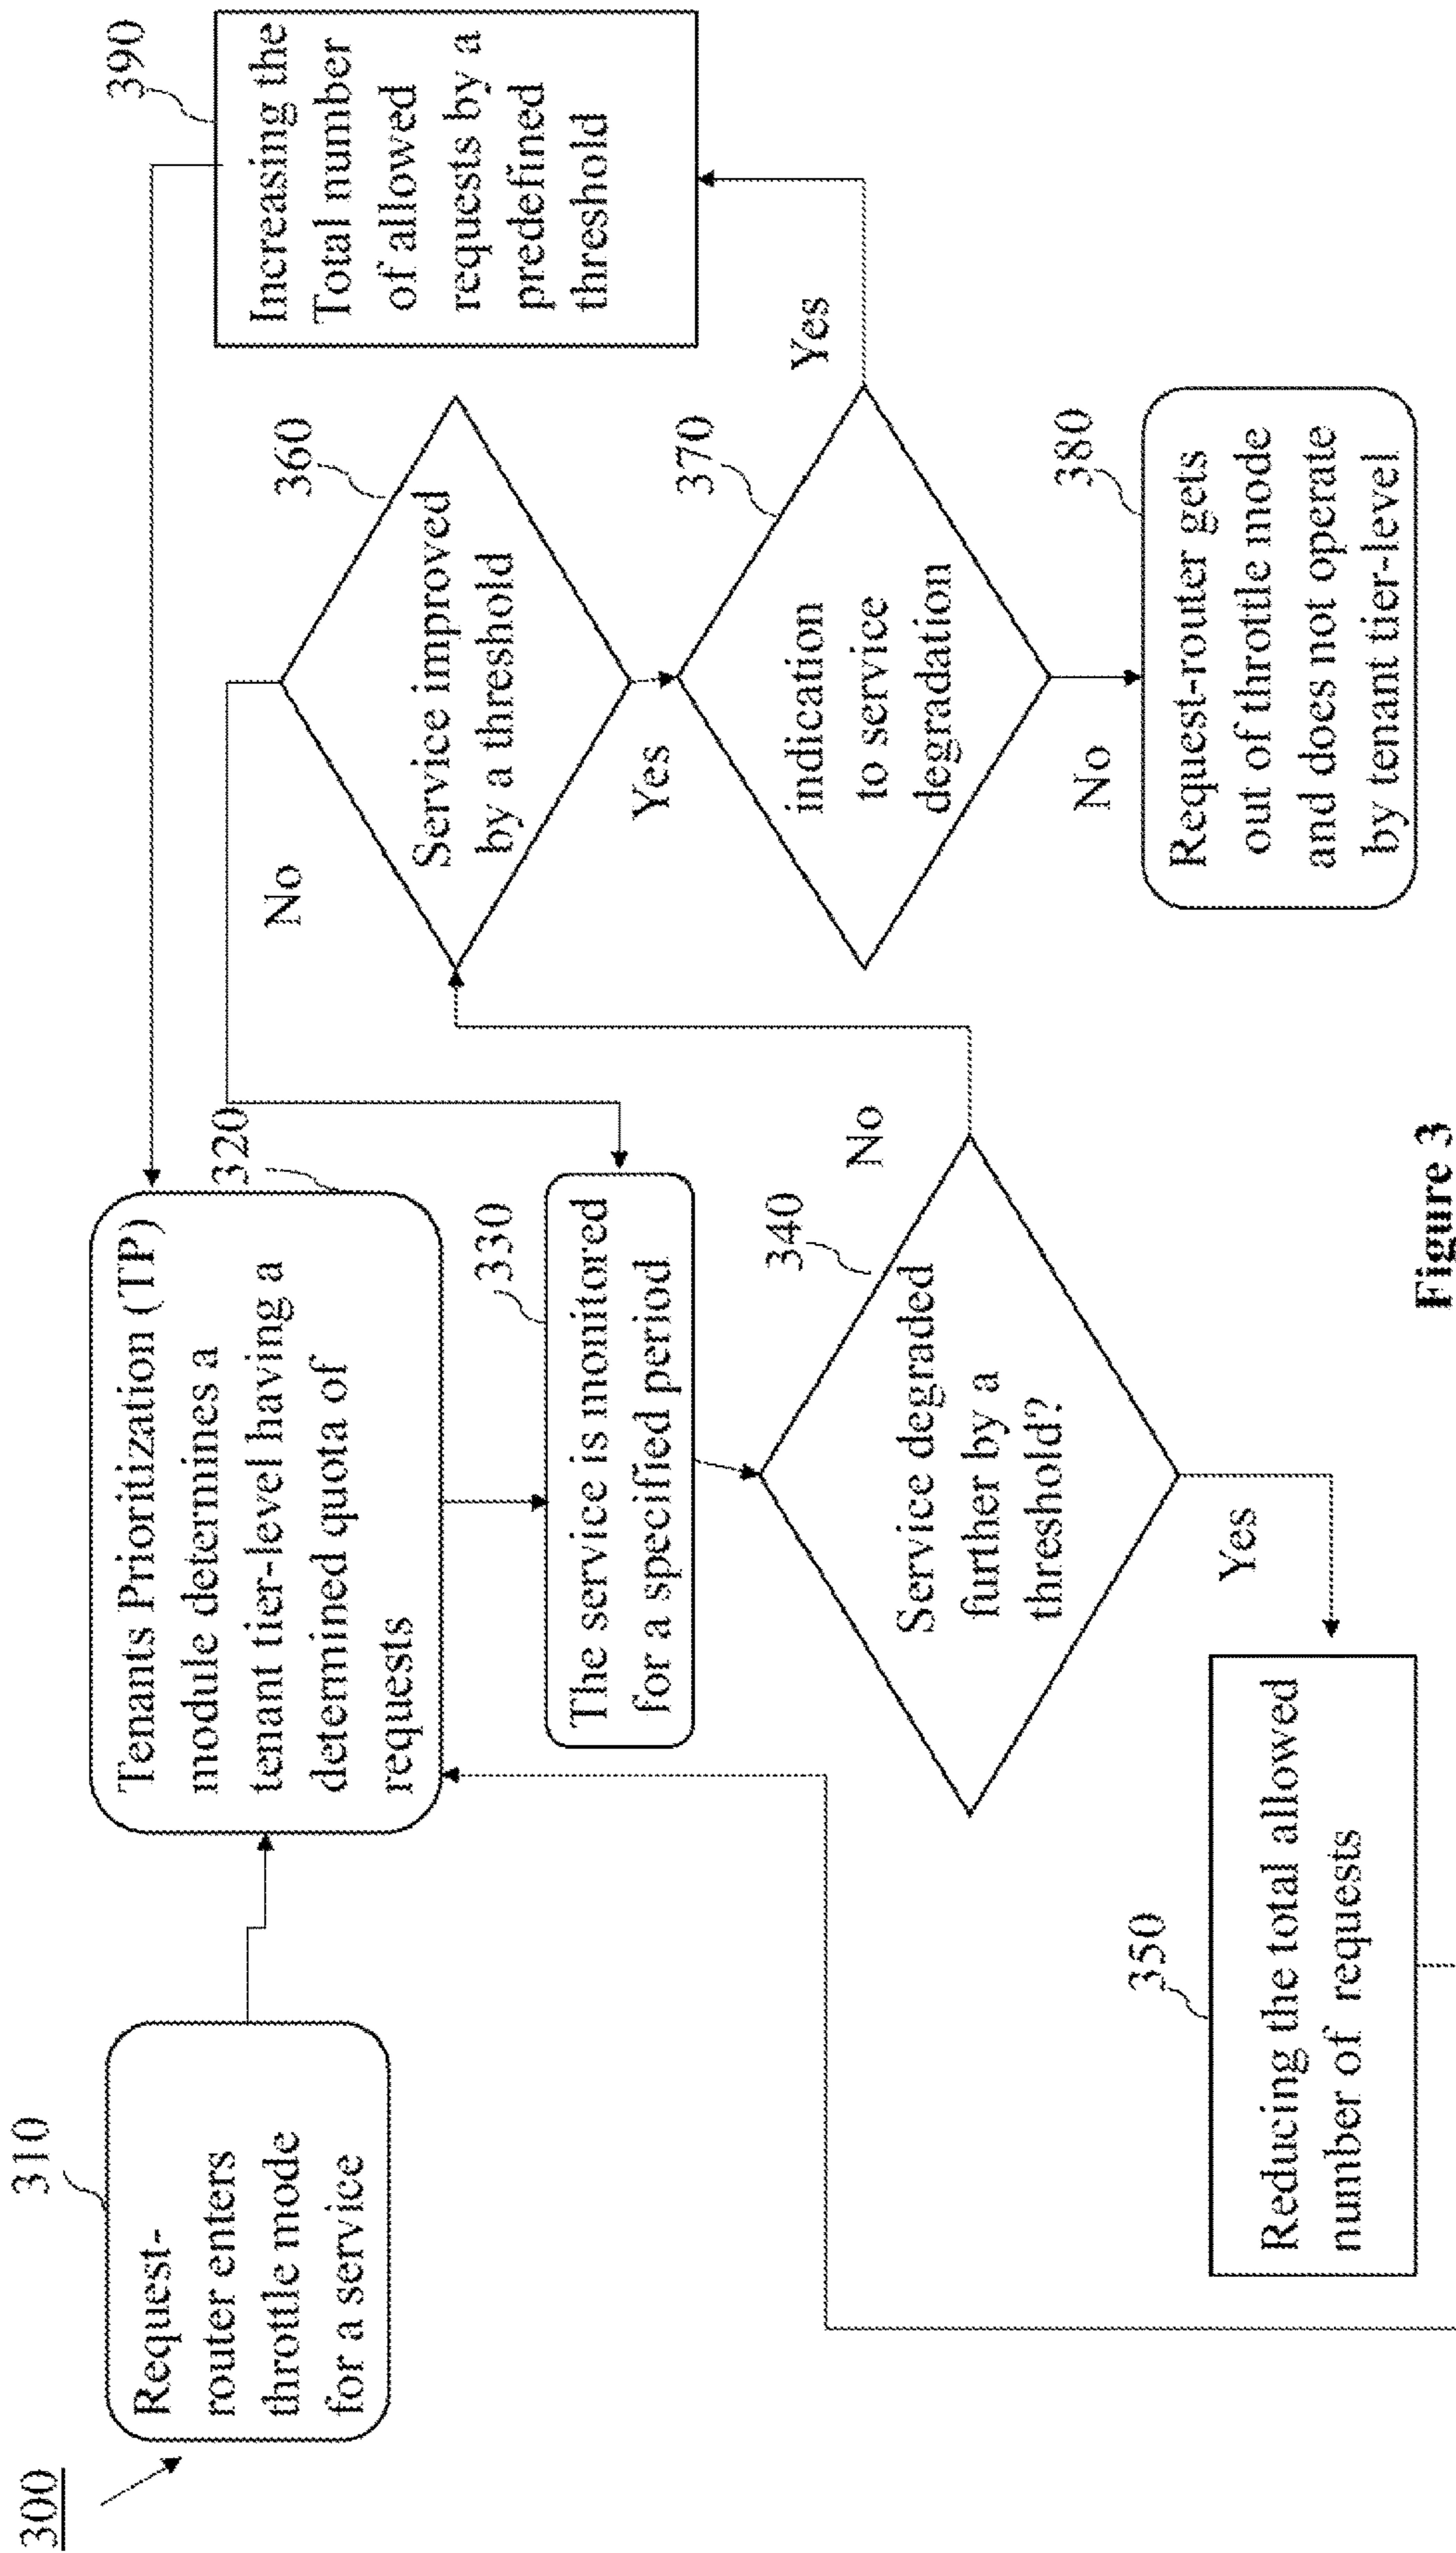 300
310
Request-
router enters
throttle mode
for a service
320
Tenants Prioritization (TP)
module determines a
tenant tier-level having a
determined quota of
requests
330
The service is monitored
for a specified period
340
Service degraded
further by a
threshold?
Yes
No
350
Reducing the total allowed
number of requests
360
Service improved
by a threshold
No
Yes
370
indication
to service
degradation
Yes
No
380
Request-router gets
out of throttle mode
and does not operate
by tenant tier-level
390
Increasing the
Total number
of allowed
requests by a
predefined
threshold
Figure 3